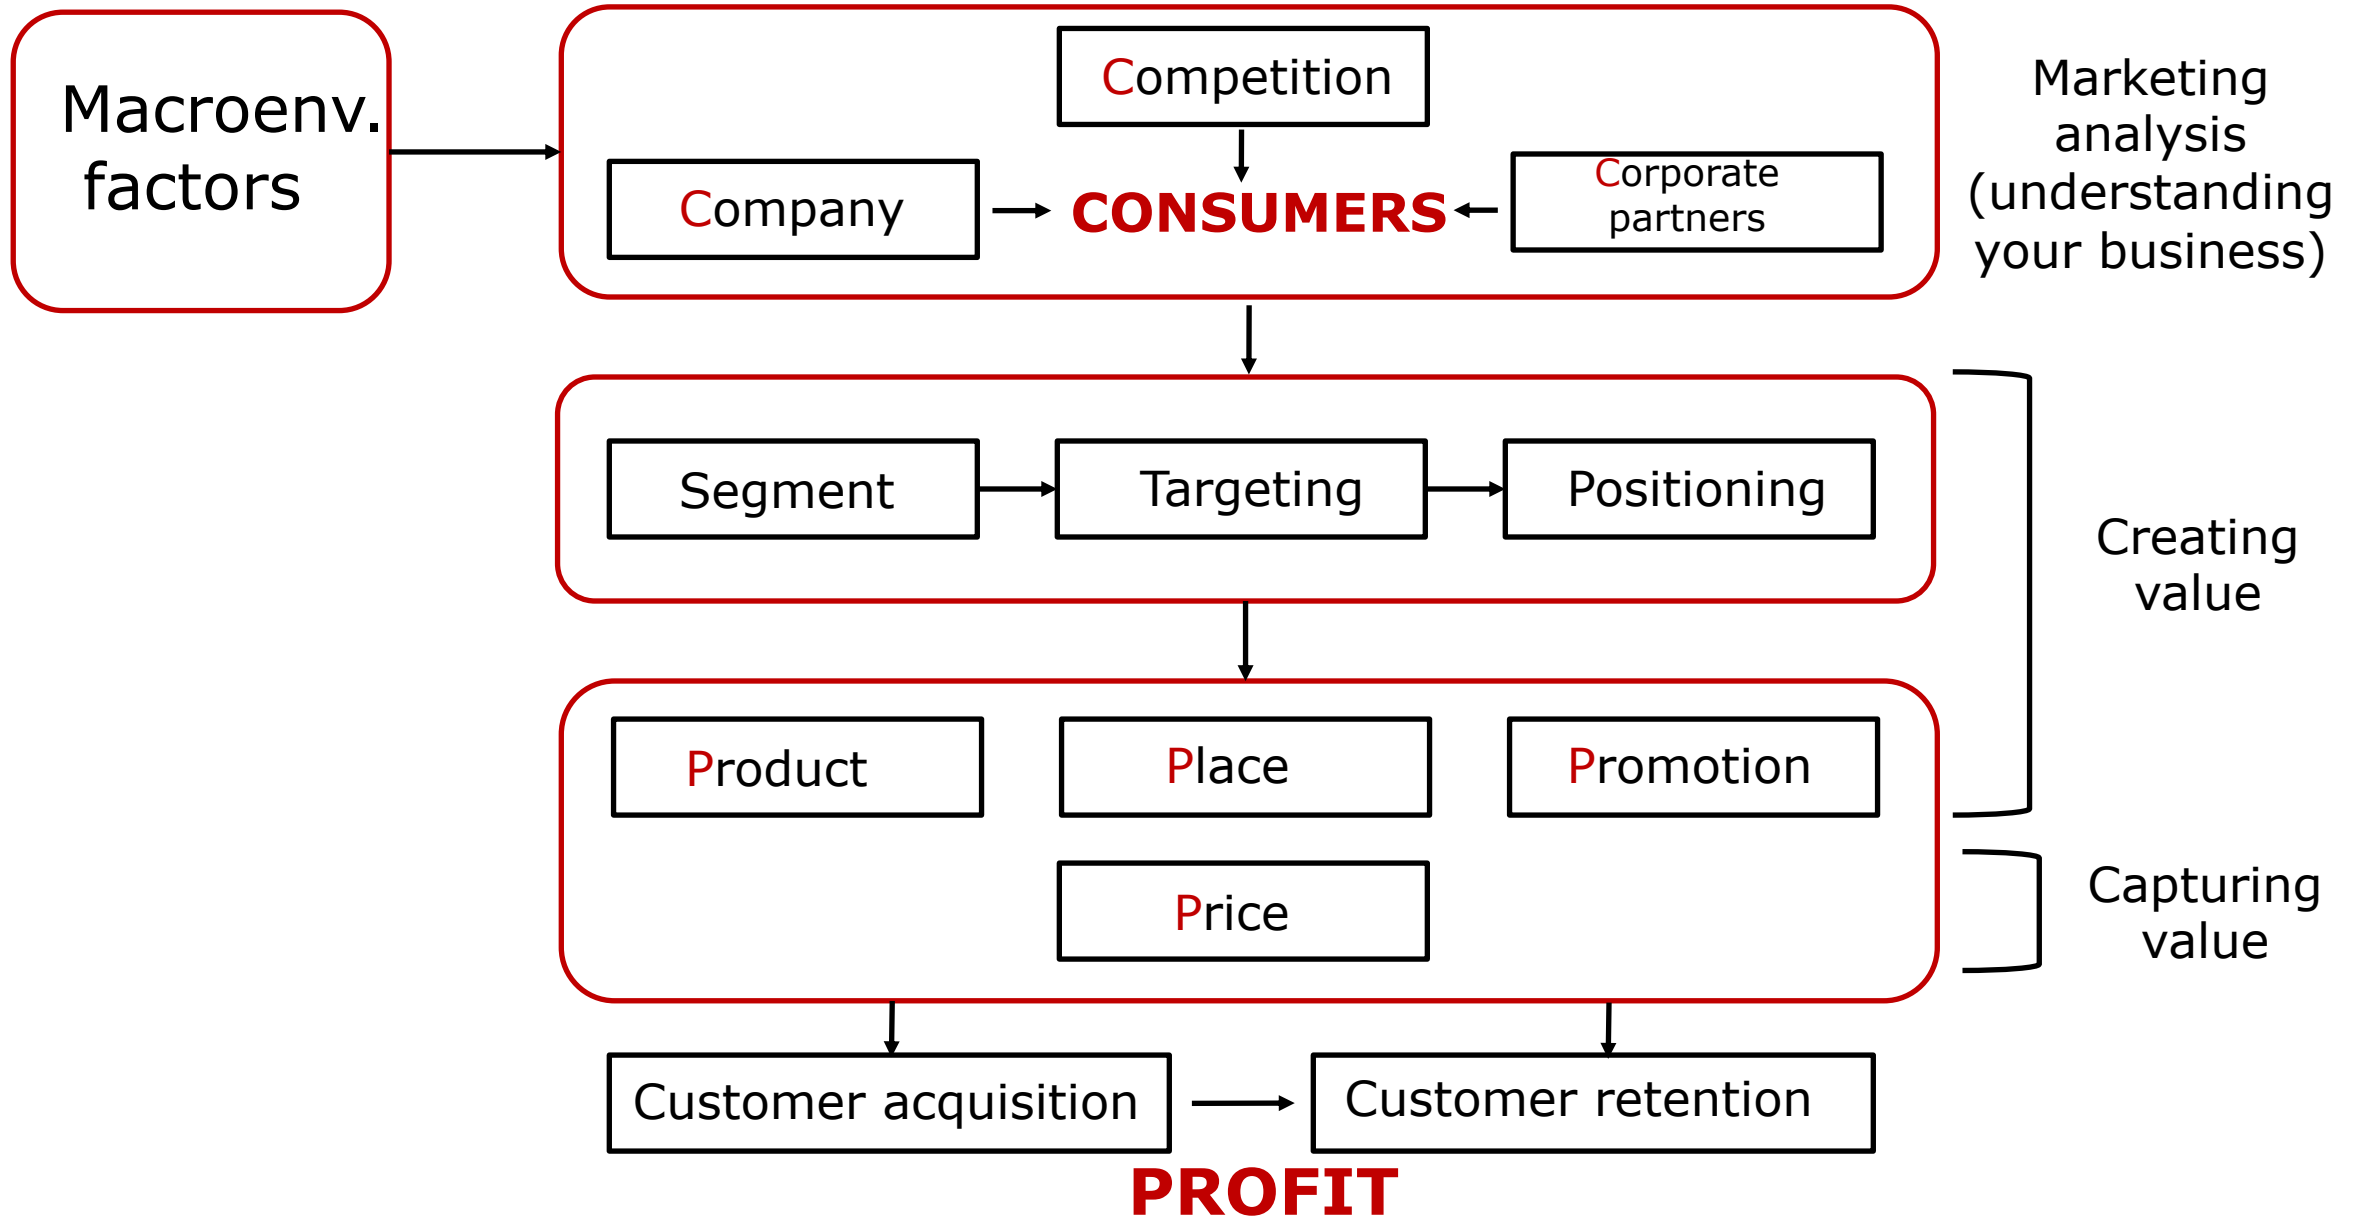 Macroenv.
factors
Competition
Company
CONSUMERS
Corporate
partners
Marketing
analysis
(understanding
your business)
Segment
Targeting
Positioning
Creating
value
Product
Place
Promotion
Price
Capturing
value
Customer acquisition
Customer retention
PROFIT